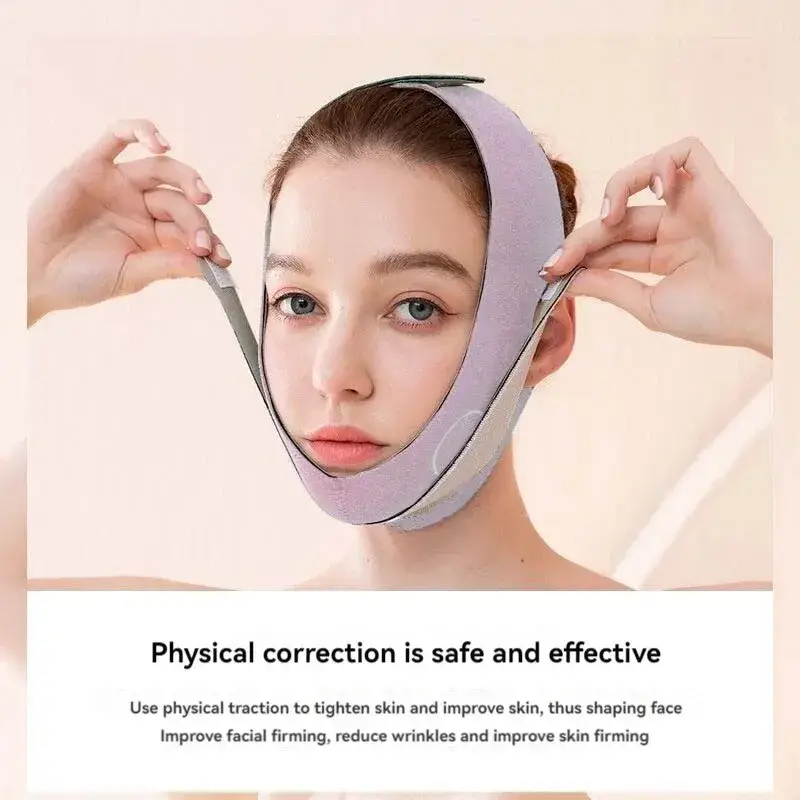 Physical correction is safe and effective
Use physical traction to tighten skin and improve skin, thus shaping face
Improve facial firming, reduce wrinkles and improve skin firming